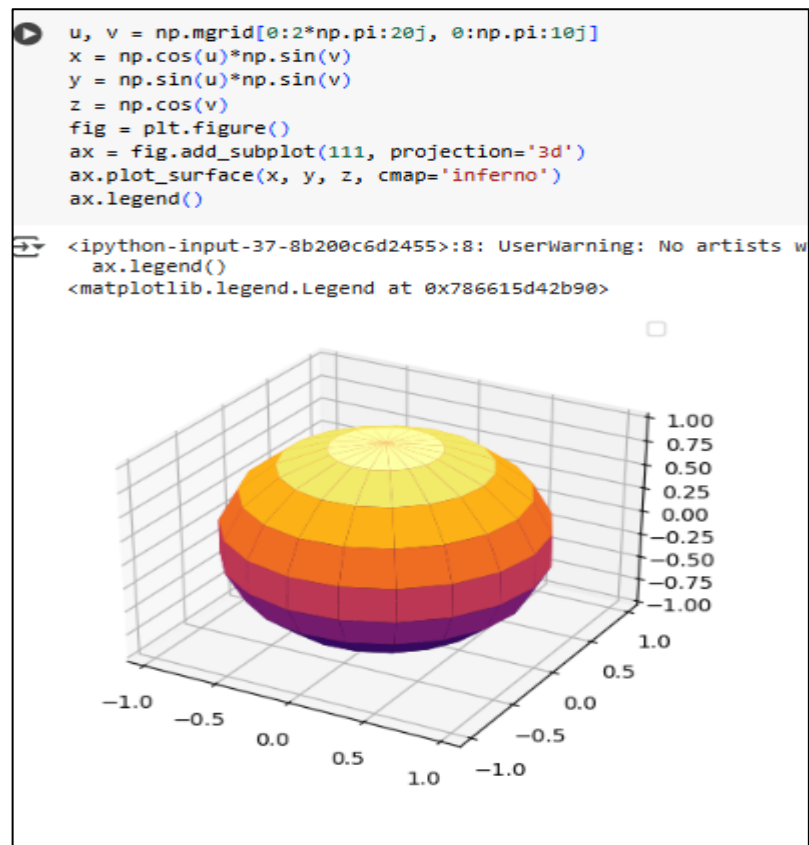 u, v = np.mgrid[0:2*np.pi:20j, 0:np.pi:10j]
x = np.cos(u)*np.sin(v)
y = np.sin(u)*np.sin(v)
z = np.cos(v)
fig = plt.figure()
ax = fig.add_subplot(111, projection='3d')
ax.plot_surface(x, y, z, cmap='inferno')
ax.legend()
<ipython-input-37-8b200c6d2455>:8: UserWarning: No artists w
  ax.legend()
<matplotlib.legend.Legend at 0x786615d42b90>
1.00
0.75
0.50
0.25
0.00
−0.25
−0.50
−0.75
−1.00
1.0
0.5
0.0
−0.5
−1.0
−1.0
−0.5
0.0
0.5
1.0